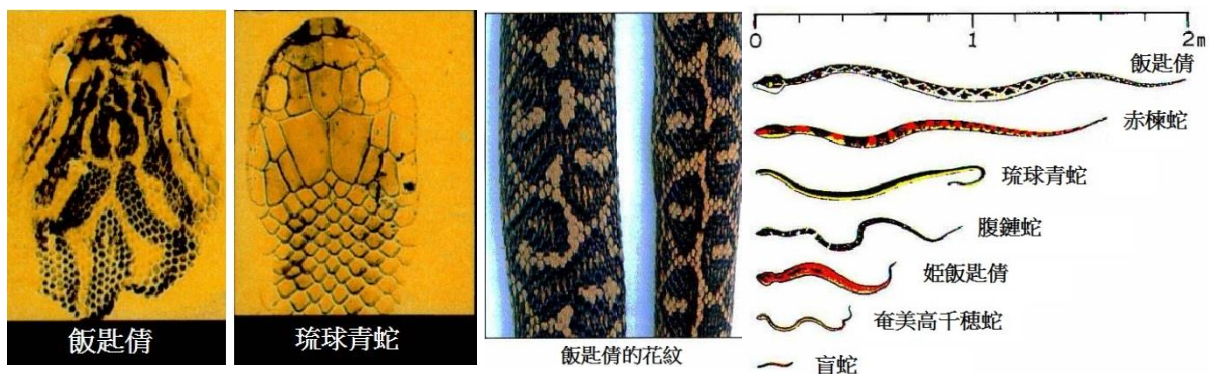 飯匙倩
琉球青蛇
飯匙倩的花紋
0 1 2m
飯匙倩
赤楝蛇
琉球青蛇
腹鏈蛇
姬飯匙倩
奄美高千穗蛇
盲蛇